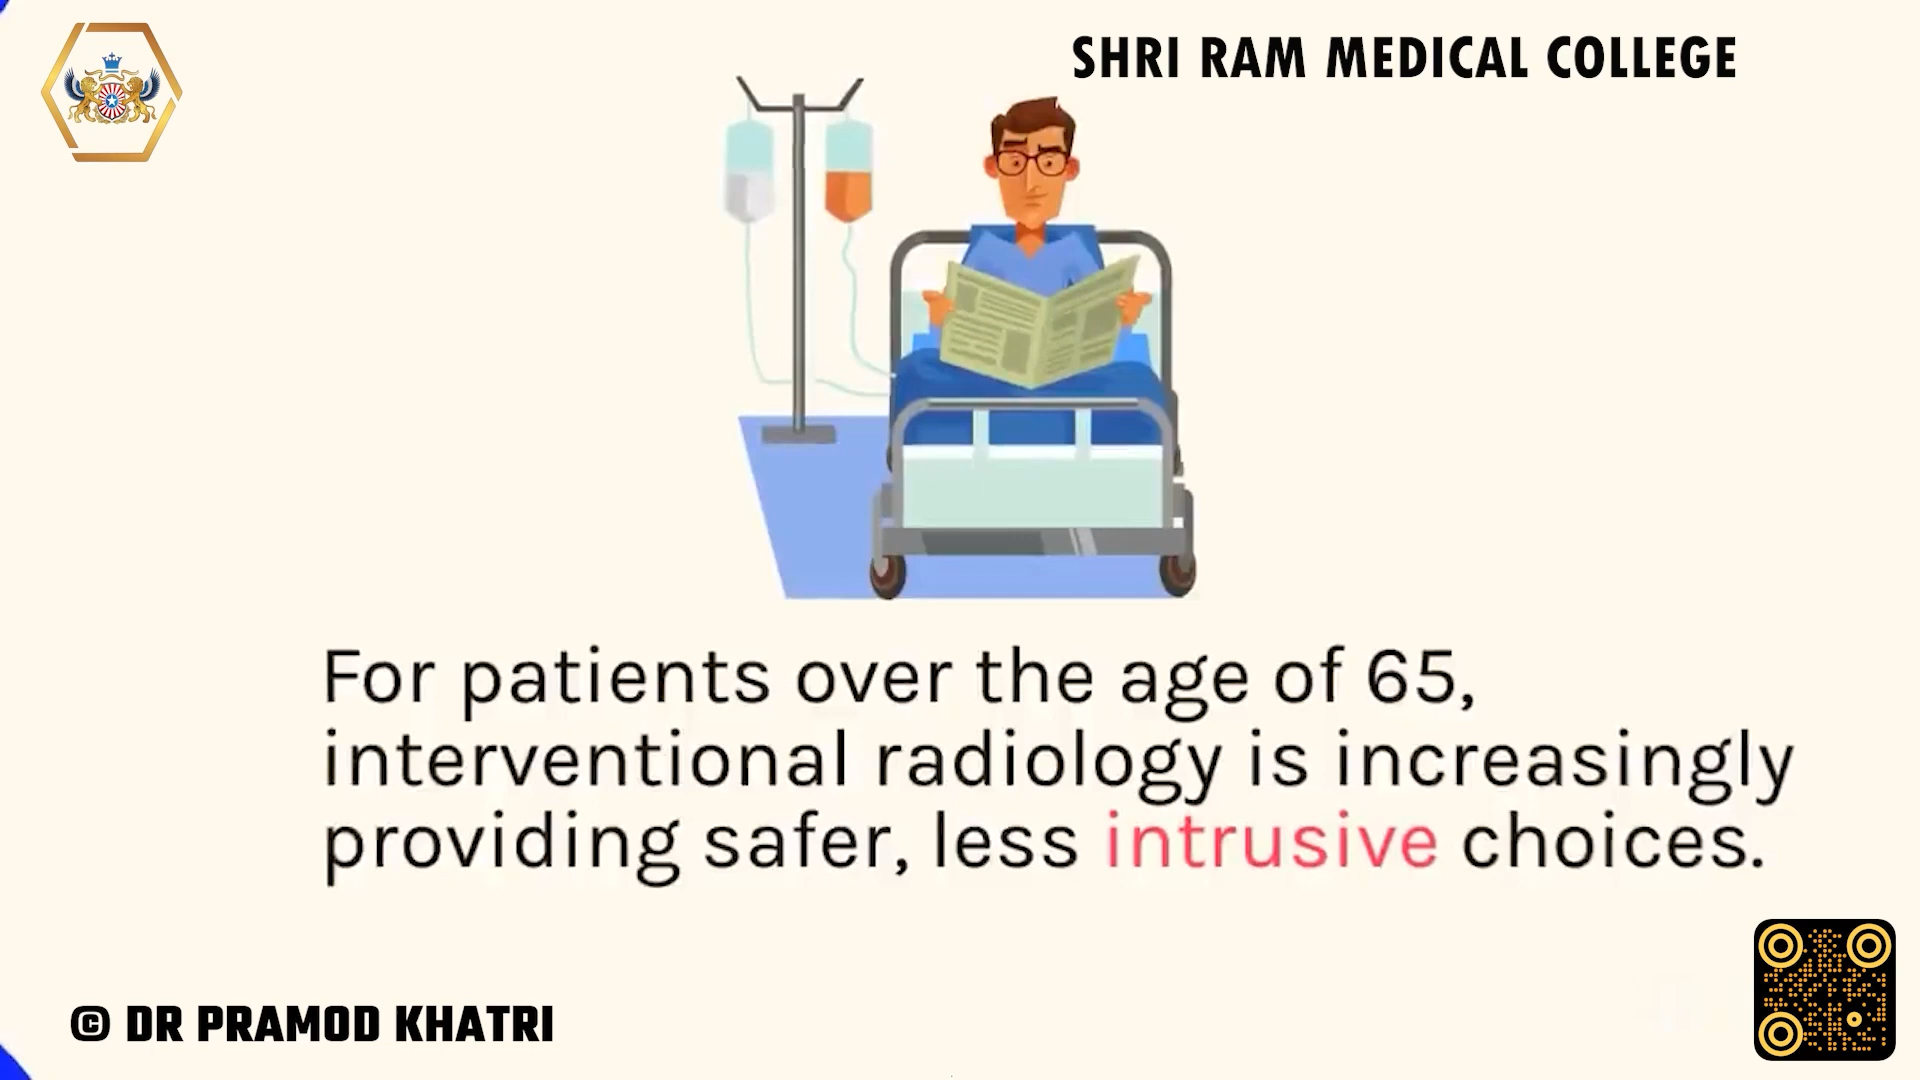 SHRI RAM MEDICAL COLLEGE
For patients over the age of 65,
interventional radiology is increasingly
providing safer, less intrusive choices.
© DR PRAMOD KHATRI